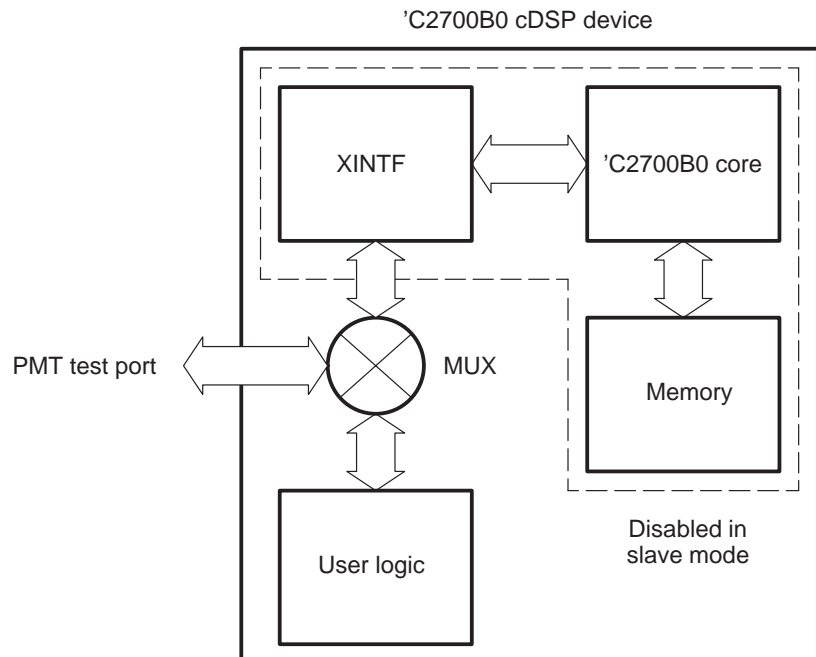 ’C2700B0 cDSP device
XINTF
’C2700B0 core
PMT test port
MUX
Memory
User logic
Disabled in
slave mode